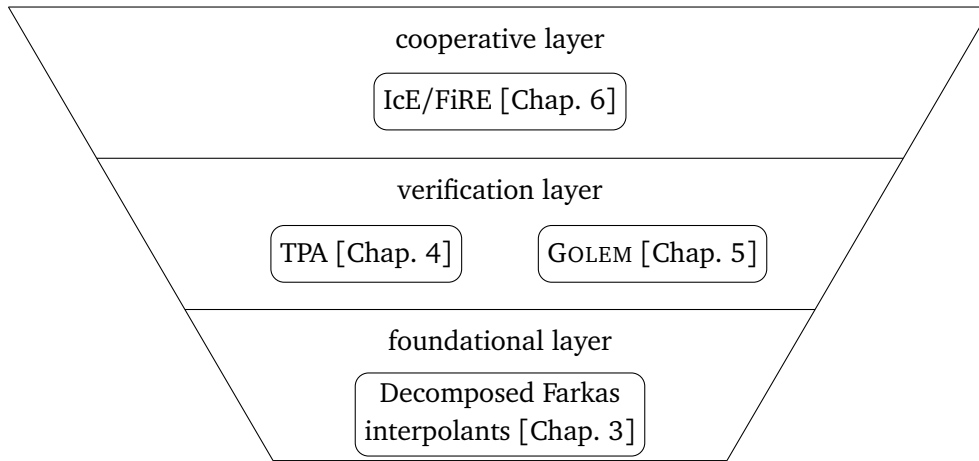 cooperative layer
IcE/FiRE [Chap. 6]
verification layer
TPA [Chap. 4]
GOLEM [Chap. 5]
foundational layer
Decomposed Farkas
interpolants [Chap. 3]